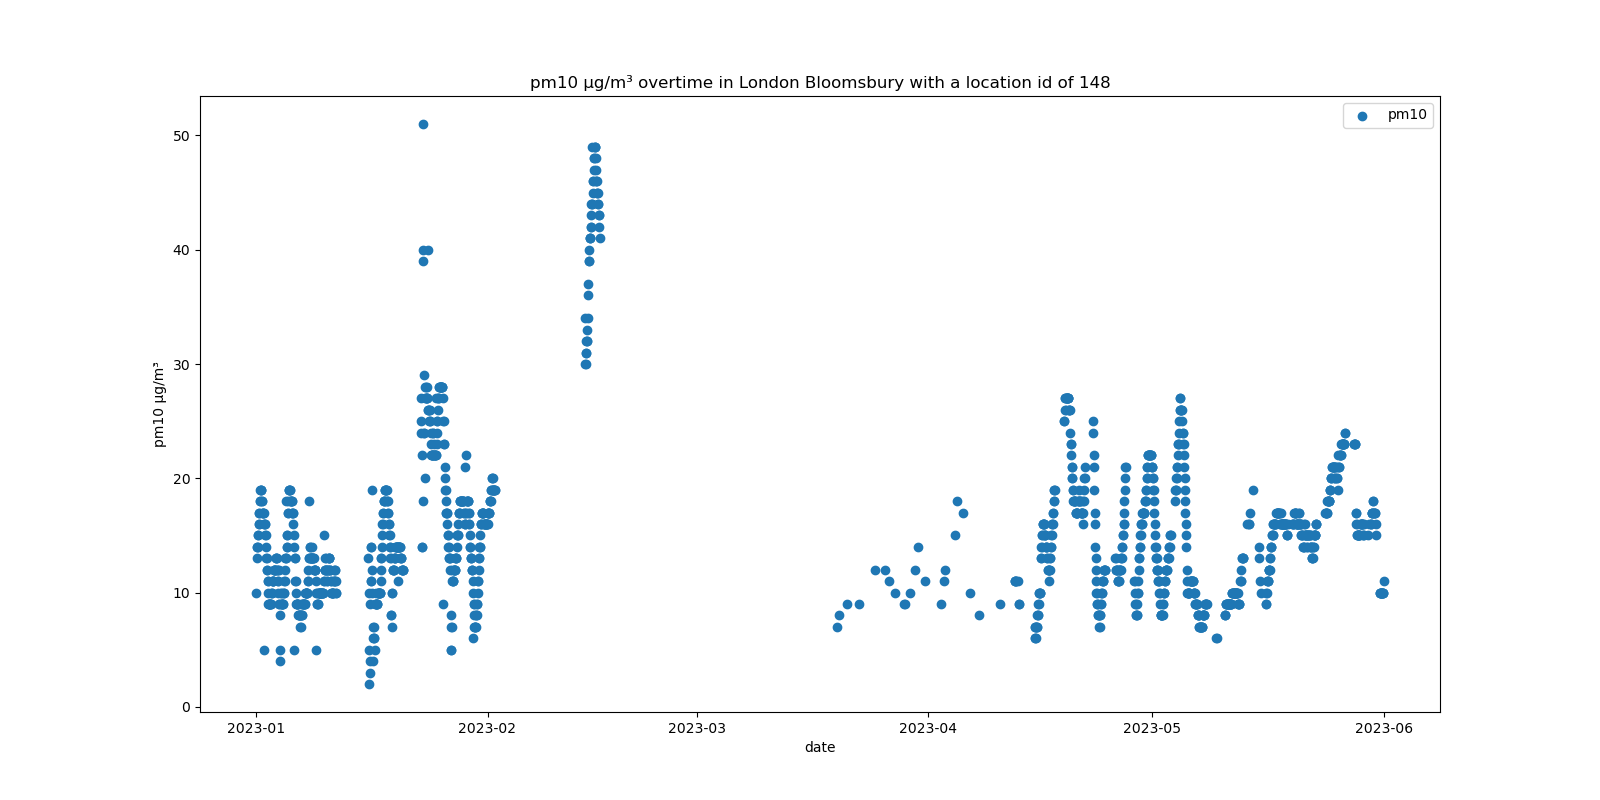 pm10 µg/m³ overtime in London Bloomsbury with a location id of 148
pm10
50
40
30
20
10
0
pm10 µg/m³
2023-01 2023-02 2023-03 2023-04 2023-05 2023-06
date